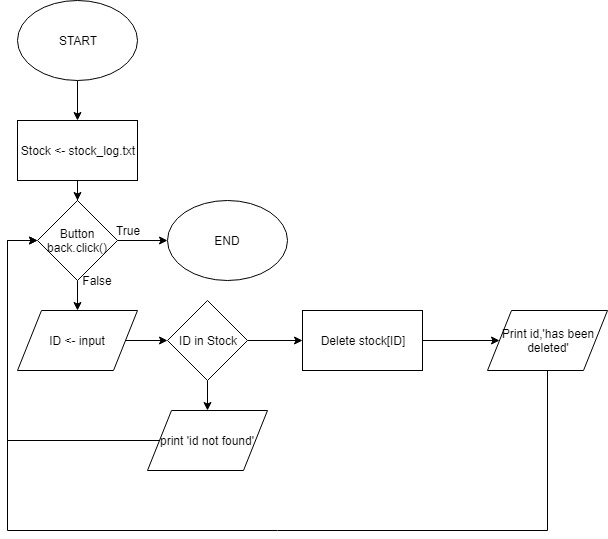 START
Stock <- stock_log.txt
Button
back.click()
True
END
False
ID <- input
ID in Stock
Delete stock[ID]
Print id,'has been
deleted'
print 'id not found'